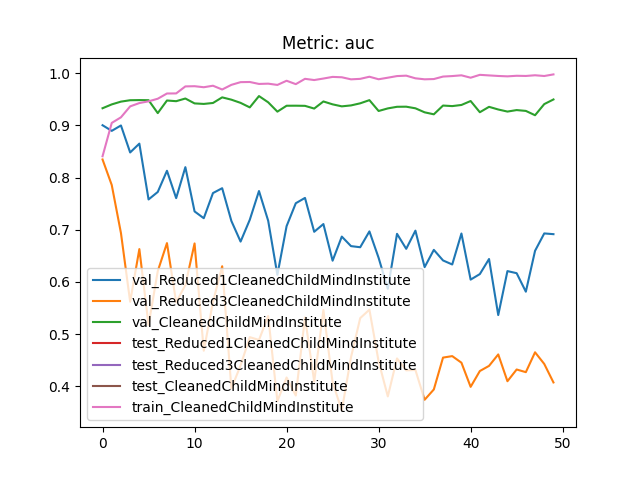 Metric: auc
1.0
0.9
0.8
0.7
0.6
0.5
0.4
val_Reduced1CleanedChildMindInstitute
val_Reduced3CleanedChildMindInstitute
val_CleanedChildMindInstitute
test_Reduced1CleanedChildMindInstitute
test_Reduced3CleanedChildMindInstitute
test_CleanedChildMindInstitute
train_CleanedChildMindInstitute
0 10 20 30 40 50